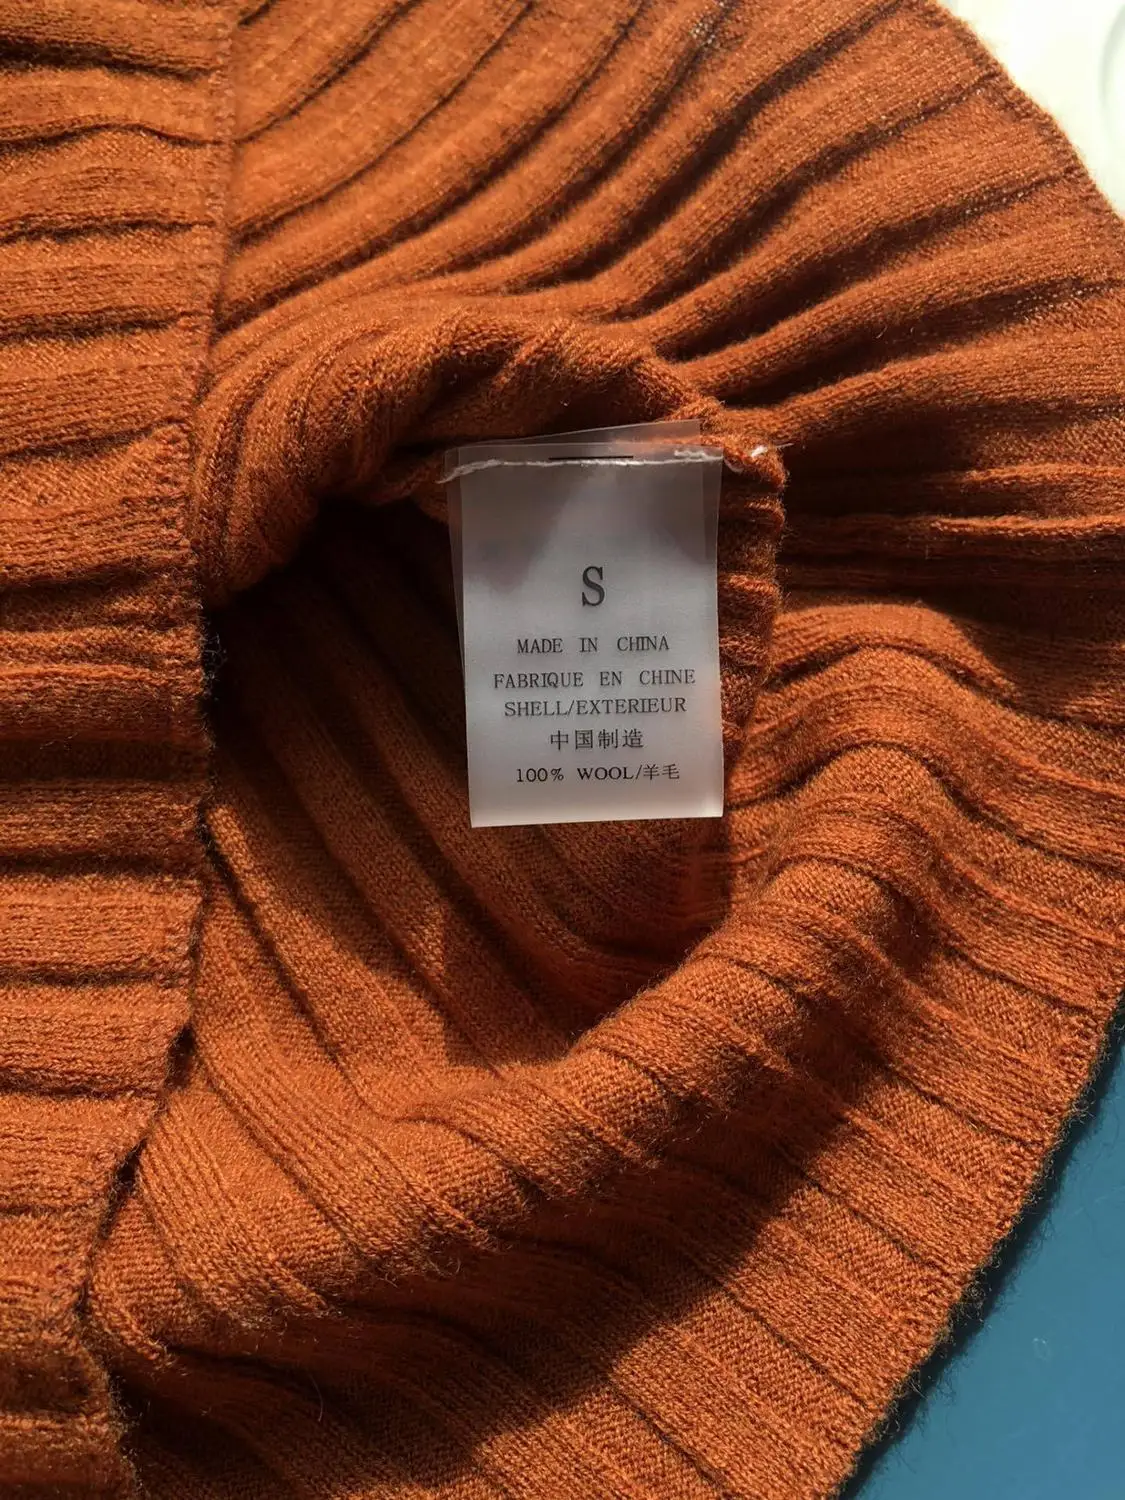 S
MADE IN CHINA
FABRIQUE EN CHINE
SHELL/EXTERIEUR
中国制造
100% WOOL/羊毛